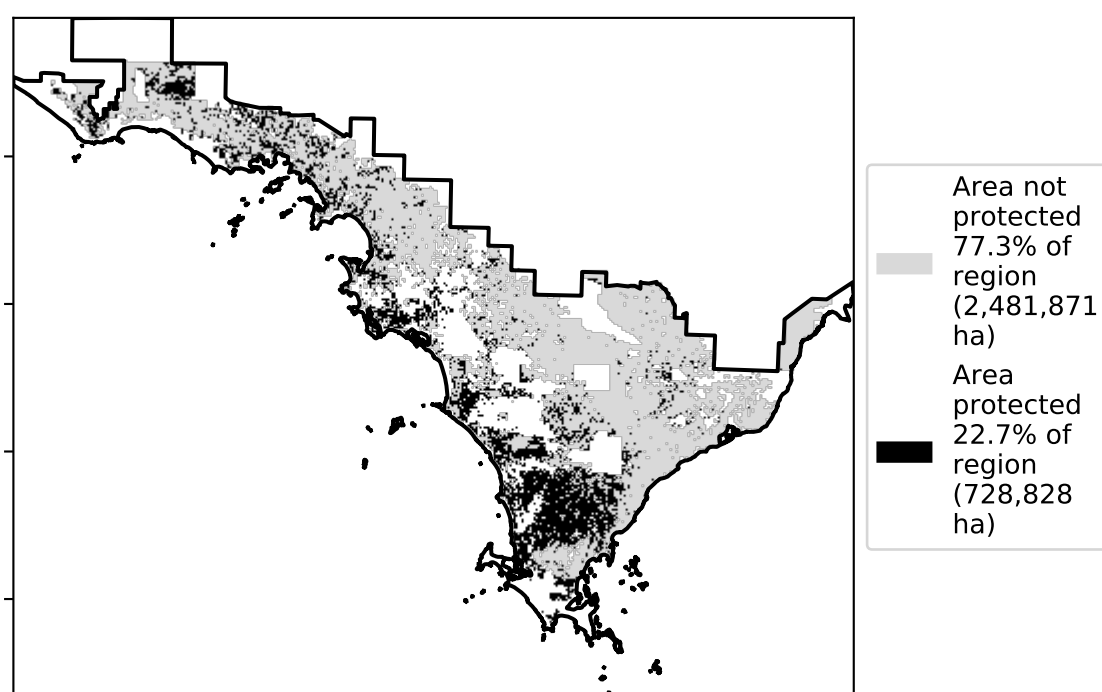 Area not
protected
77.3% of
region
(2,481,871
ha)
Area
protected
22.7% of
region
(728,828
ha)